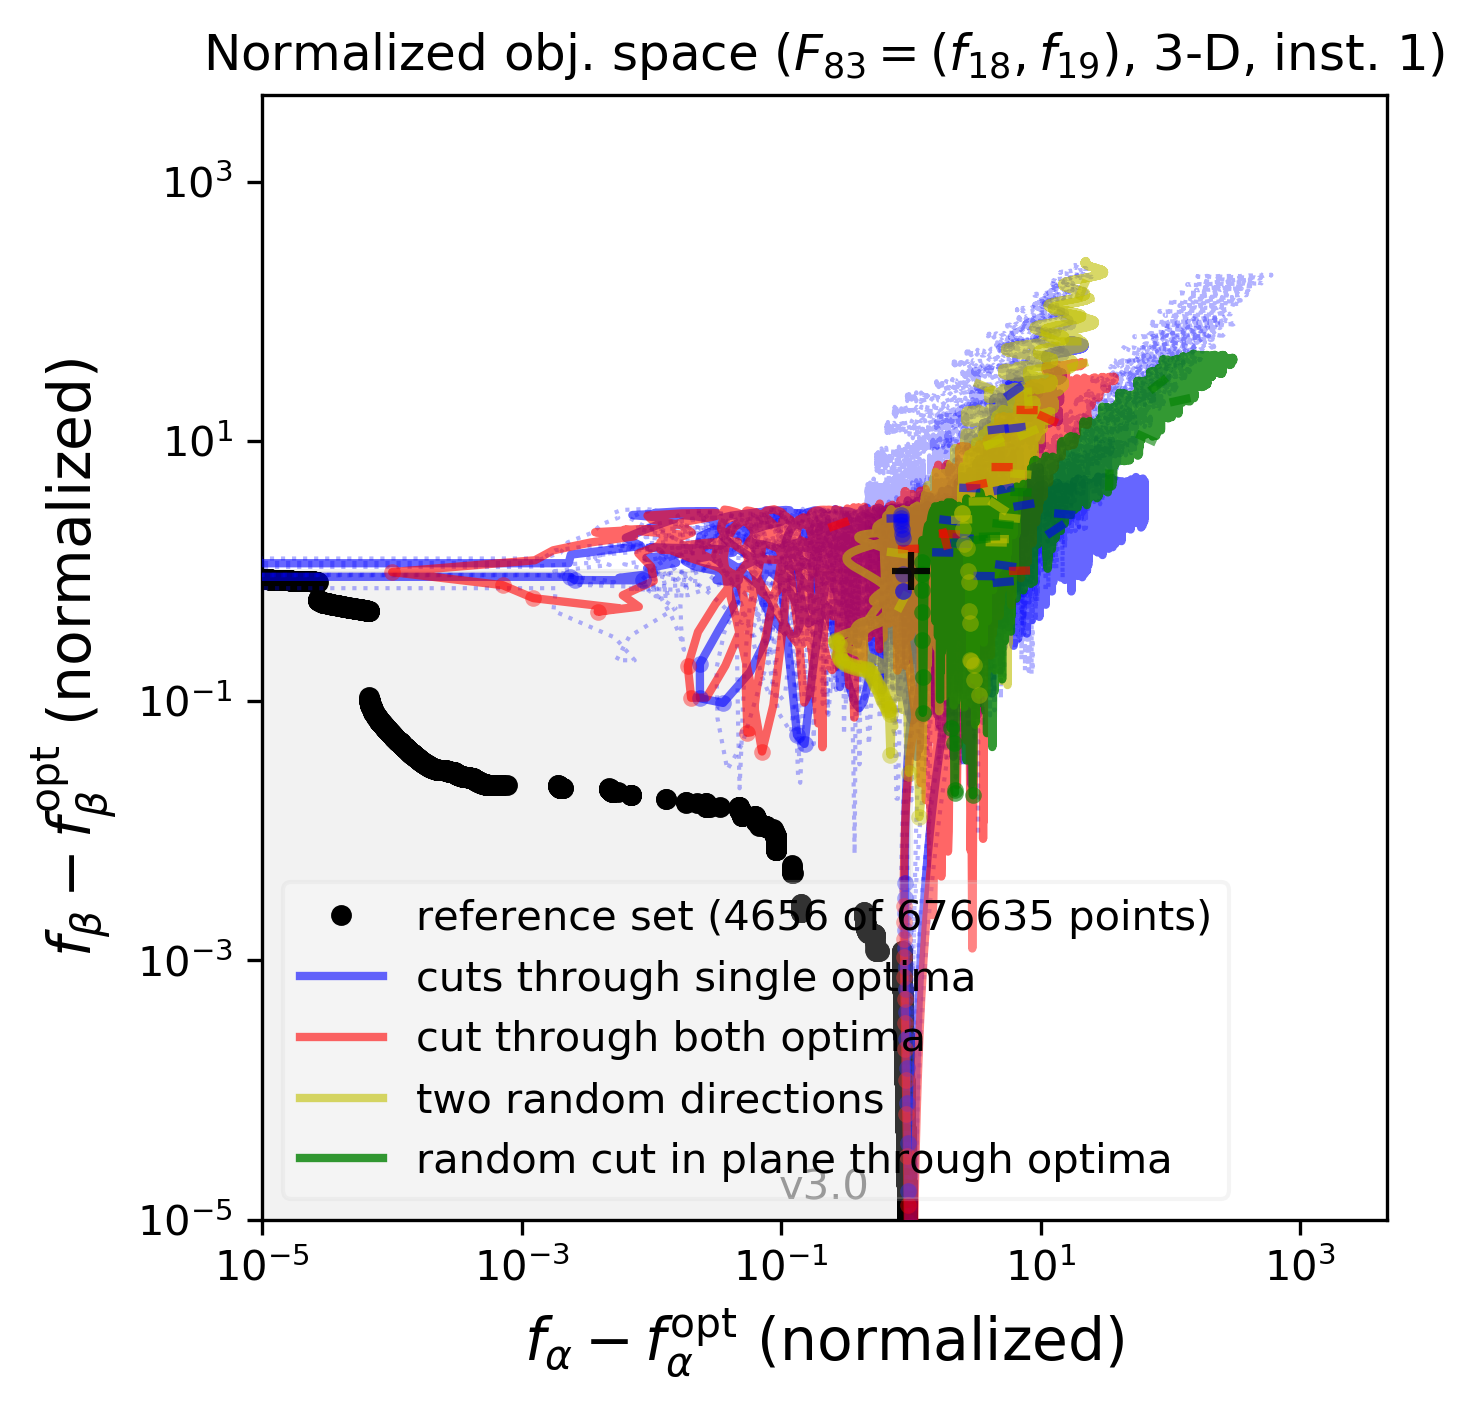 Normalized obj. space (F₈₃ = (f₁₈, f₁₉), 3-D, inst. 1)
f_β − f_β^opt (normalized)
10³
10¹
10⁻¹
10⁻³
10⁻⁵
reference set (4656 of 676635 points)
cuts through single optima
cut through both optima
two random directions
random cut in plane through optima
v3.0
10⁻⁵
10⁻³
10⁻¹
10¹
10³
f_α − f_α^opt (normalized)